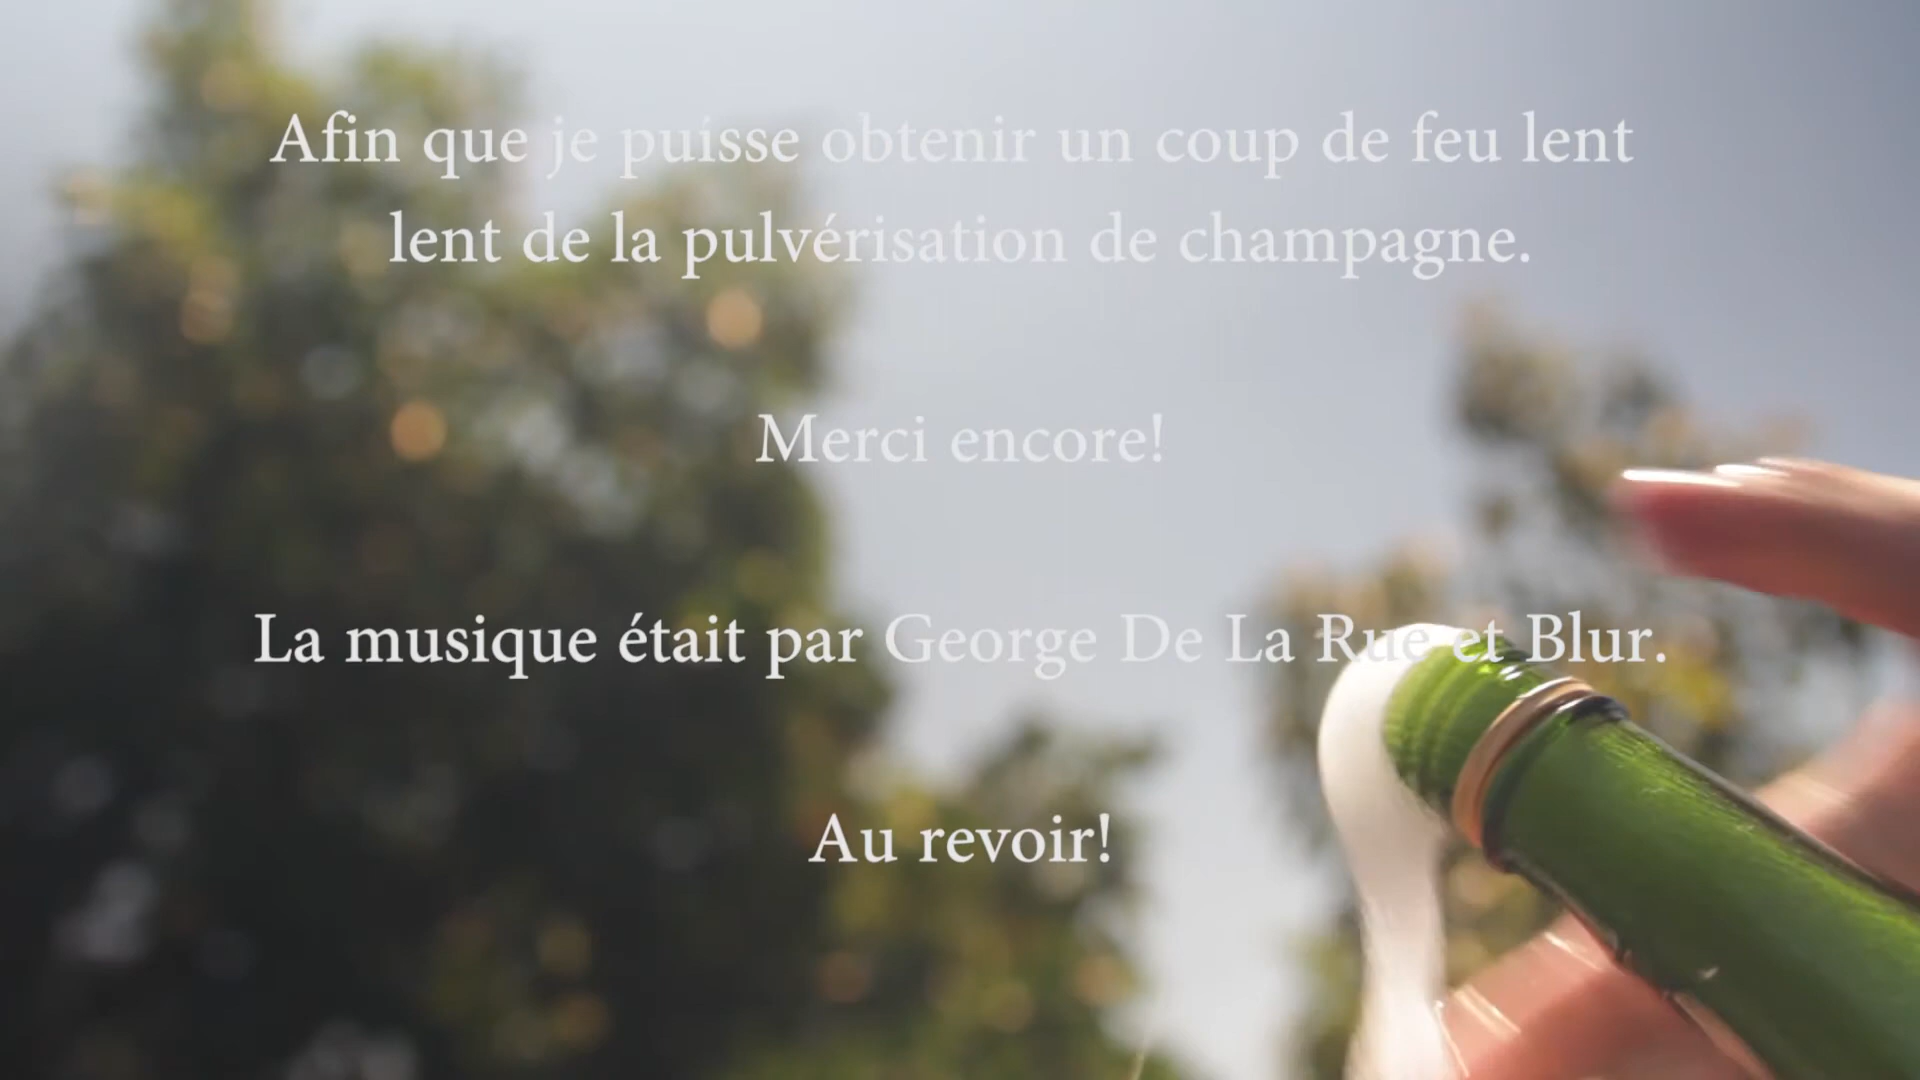 Afin que je puisse obtenir un coup de feu lent
lent de la pulvérisation de champagne.
Merci encore!
La musique était par George De La Rue et Blur.
Au revoir!